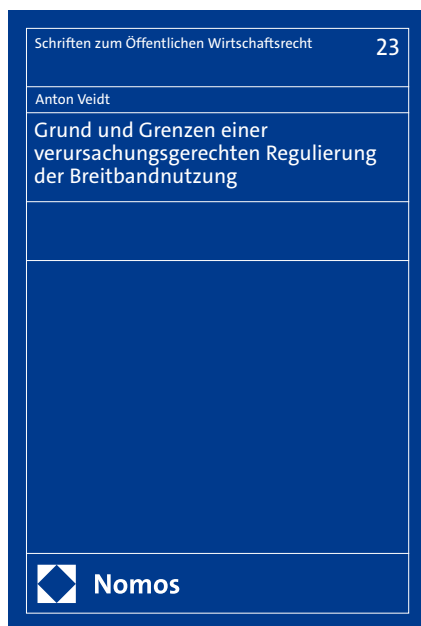 Schriften zum Öffentlichen Wirtschaftsrecht 23
Anton Veidt
Grund und Grenzen einer
verursachungsgerechten Regulierung
der Breitbandnutzung
Nomos